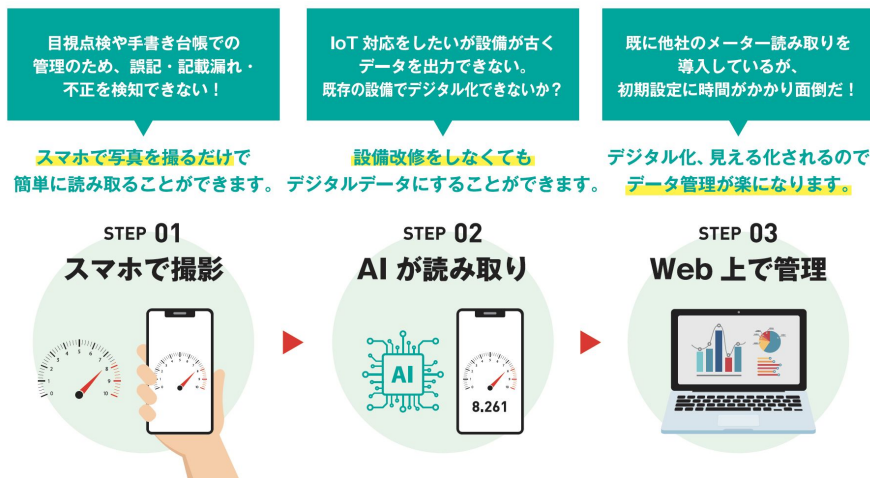 目視点検や手書き台帳での
管理のため、誤記・記載漏れ・
不正を検知できない！
IoT 対応をしたいが設備が古く
データを出力できない。
既存の設備でデジタル化できないか？
既に他社のメーター読み取りを
導入しているが、
初期設定に時間がかかり面倒だ！
スマホで写真を撮るだけで
簡単に読み取ることができます。
設備改修をしなくても
デジタルデータにすることができます。
デジタル化、見える化されるので
データ管理が楽になります。
STEP 01
スマホで撮影
STEP 02
AI が読み取り
AI
8.261
STEP 03
Web 上で管理